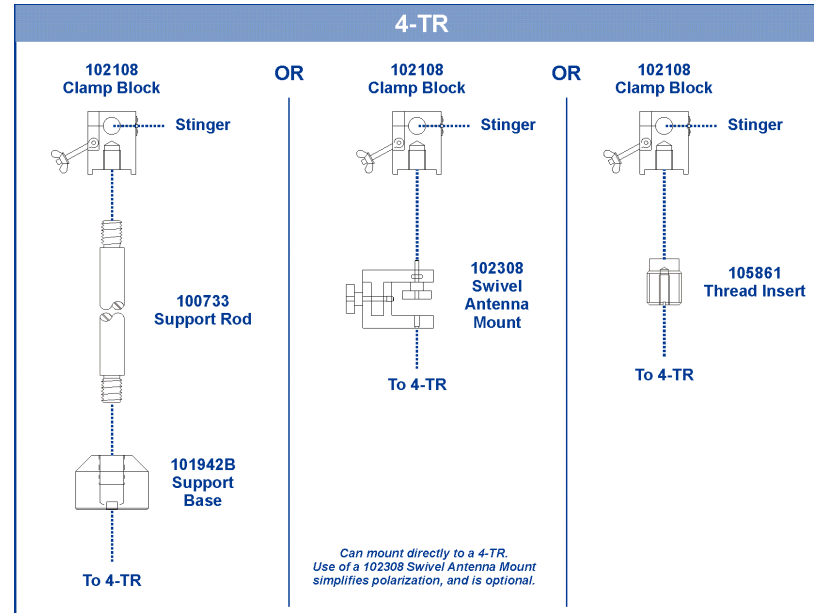 4-TR
102108
Clamp Block
Stinger
100733
Support Rod
101942B
Support
Base
To 4-TR
OR
102108
Clamp Block
Stinger
102308
Swivel
Antenna
Mount
To 4-TR
Can mount directly to a 4-TR.
Use of a 102308 Swivel Antenna Mount
simplifies polarization, and is optional.
OR
102108
Clamp Block
Stinger
105861
Thread Insert
To 4-TR